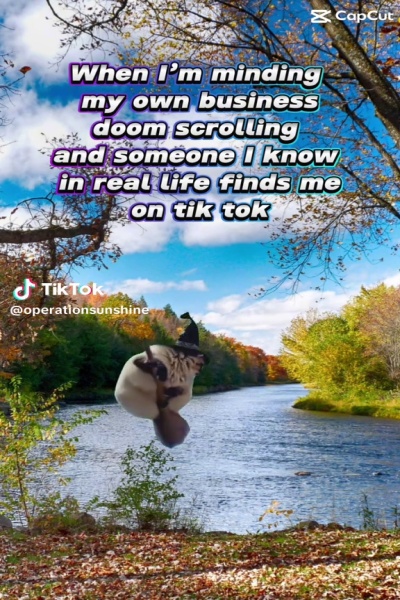 CapCut
When I'm minding
my own business
doom scrolling
and someone I know
in real life finds me
on tik tok
TikTok
@operationsunshine